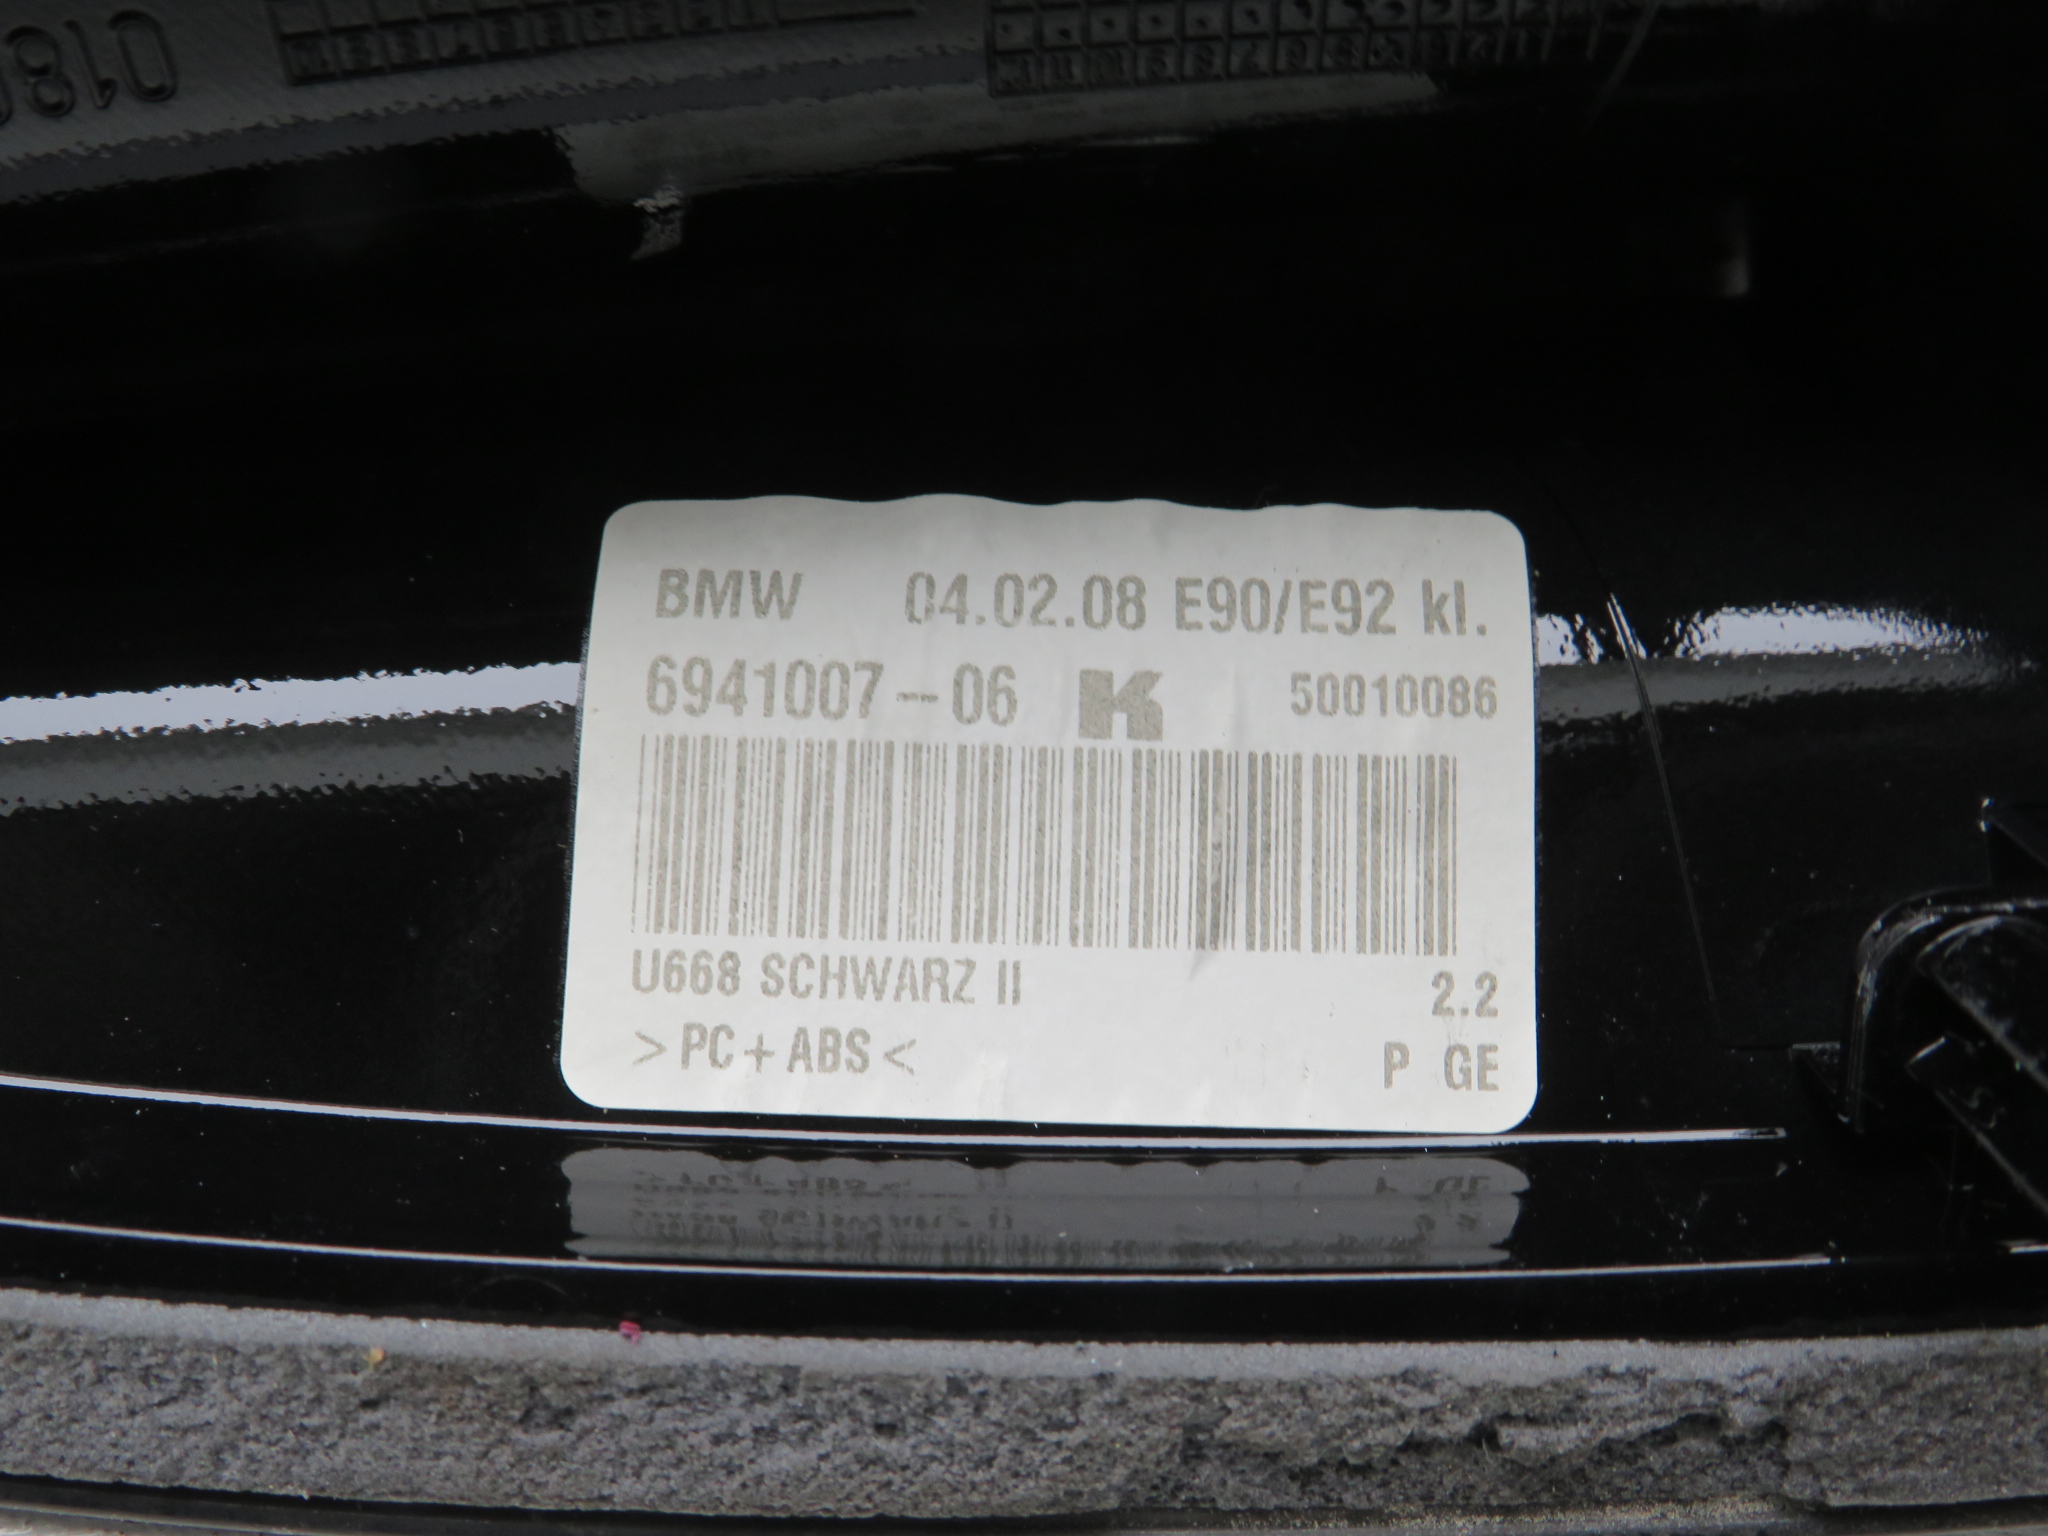 BMW 04.02.08 E90/E92 kl.
6941007-06 K 50010086
U668 SCHWARZ II 2.2
>PC+ABS< P GE